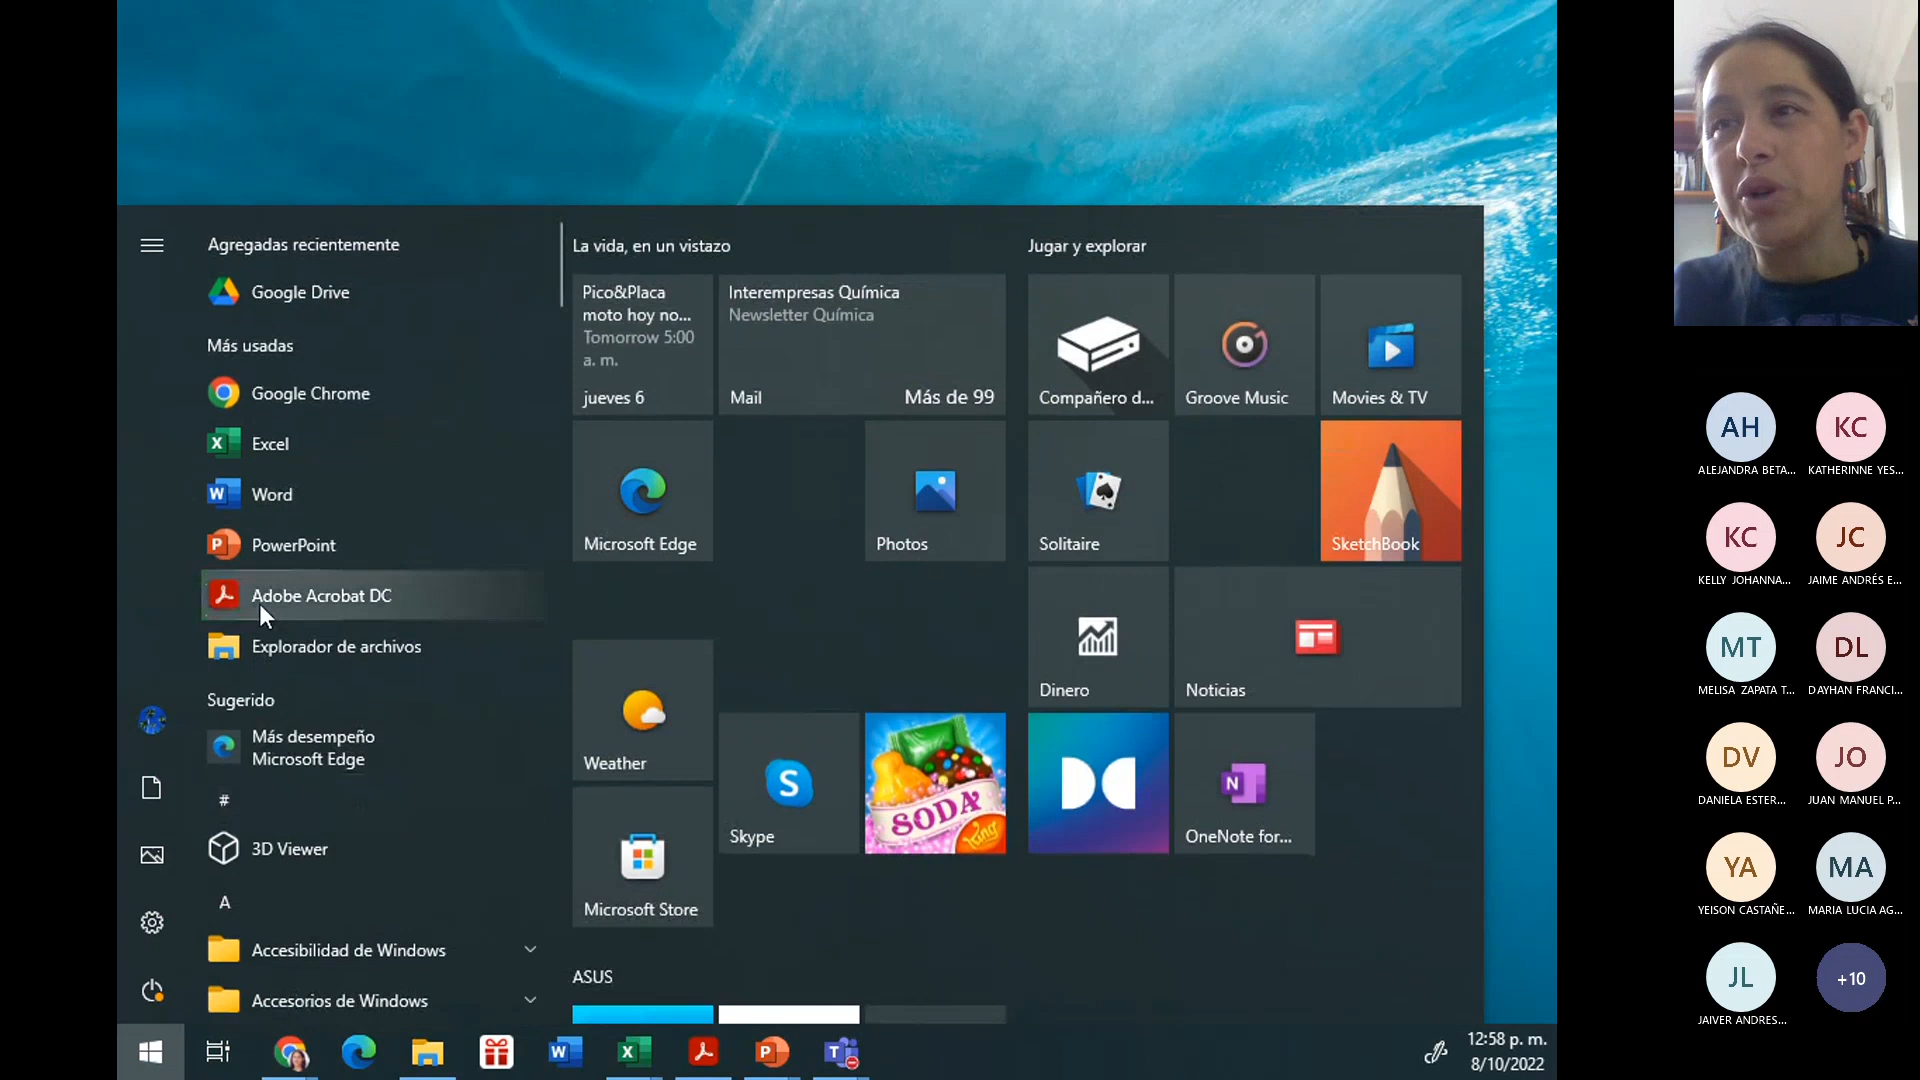 Agregadas recientemente
Google Drive
Más usadas
Google Chrome
Excel
Word
PowerPoint
Adobe Acrobat DC
Explorador de archivos
Sugerido
Más desempeño
Microsoft Edge
#
3D Viewer
A
Accesibilidad de Windows
Accesorios de Windows
La vida, en un vistazo
Pico&Placa
moto hoy no...
Tomorrow 5:00
a. m.
jueves 6
Interempresas Química
Newsletter Química
Mail
Más de 99
Microsoft Edge
Photos
Weather
Skype
SODA
King
Microsoft Store
ASUS
Jugar y explorar
Compañero d...
Groove Music
Movies & TV
Solitaire
SketchBook
Dinero
Noticias
OneNote for...
12:58 p. m.
8/10/2022
AH
ALEJANDRA BETA...
KC
KATHERINNE YES...
KC
KELLY JOHANNA...
JC
JAIME ANDRÉS E...
MT
MELISA ZAPATA T...
DL
DAYHAN FRANCI...
DV
DANIELA ESTER...
JO
JUAN MANUEL P...
YA
YEISON CASTAÑE...
MA
MARIA LUCIA AG...
JL
JAIVER ANDRES...
+10